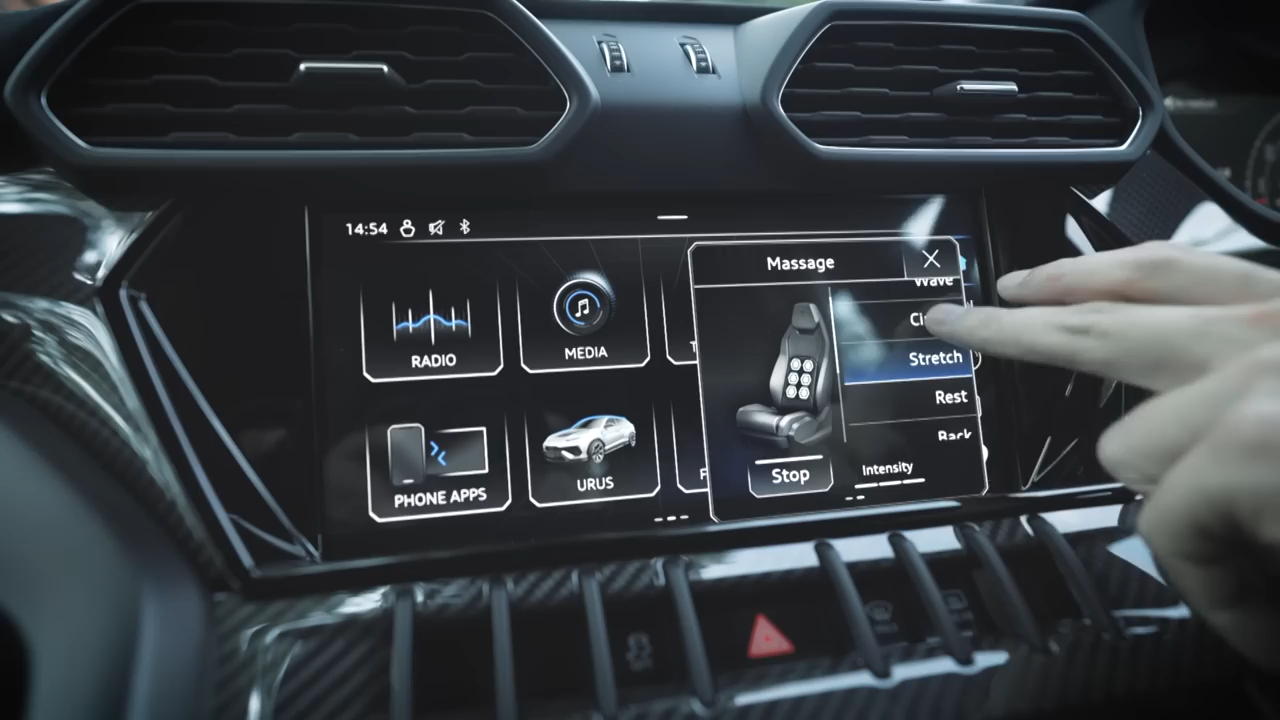 14:54
Massage
RADIO
MEDIA
Wave
Stretch
Rest
Back
PHONE APPS
URUS
Stop
Intensity